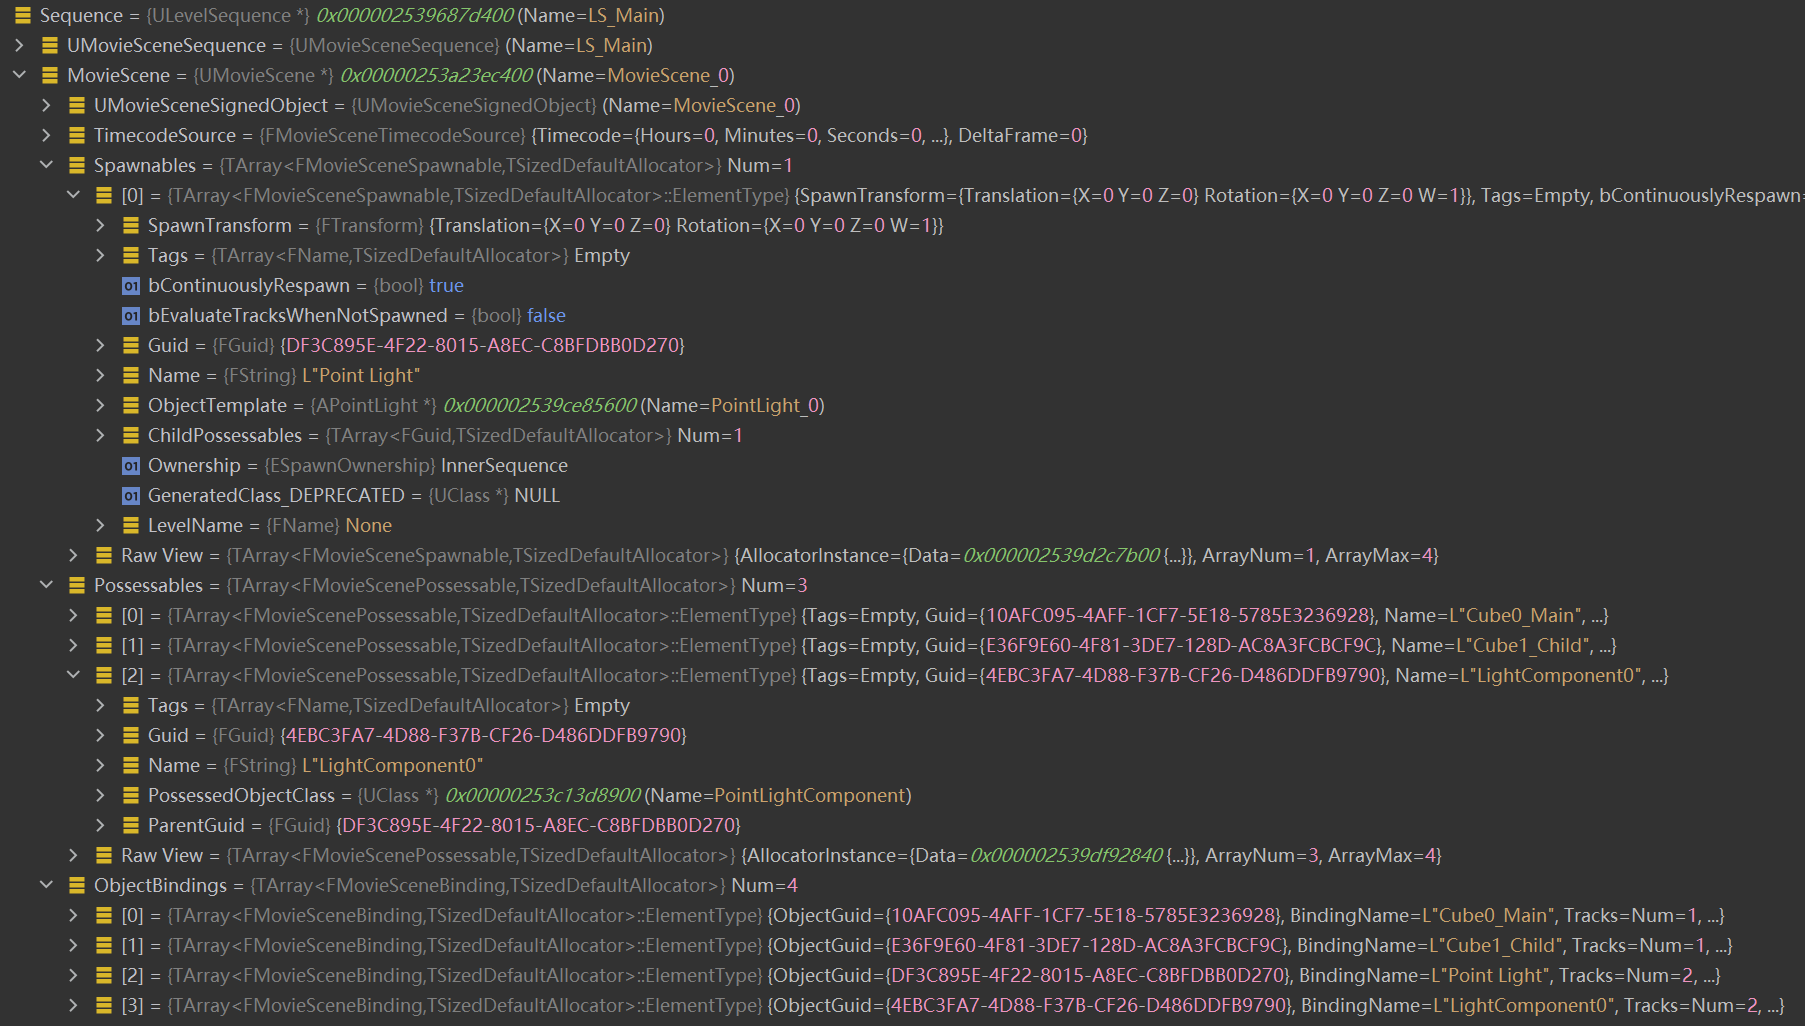 Sequence = {ULevelSequence *} 0x000002539687d400 (Name=LS_Main)
UMovieSceneSequence = {UMovieSceneSequence} (Name=LS_Main)
MovieScene = {UMovieScene *} 0x00000253a23ec400 (Name=MovieScene_0)
UMovieSceneSignedObject = {UMovieSceneSignedObject} (Name=MovieScene_0)
TimecodeSource = {FMovieSceneTimecodeSource} {Timecode={Hours=0, Minutes=0, Seconds=0, ...}, DeltaFrame=0}
Spawnables = {TArray<FMovieSceneSpawnable,TSizedDefaultAllocator>} Num=1
[0] = {TArray<FMovieSceneSpawnable,TSizedDefaultAllocator>::ElementType} {SpawnTransform={Translation={X=0 Y=0 Z=0} Rotation={X=0 Y=0 Z=0 W=1}}, Tags=Empty, bContinuouslyRespawn=
SpawnTransform = {FTransform} {Translation={X=0 Y=0 Z=0} Rotation={X=0 Y=0 Z=0 W=1}}
Tags = {TArray<FName,TSizedDefaultAllocator>} Empty
01 bContinuouslyRespawn = {bool} true
01 bEvaluateTracksWhenNotSpawned = {bool} false
Guid = {FGuid} {DF3C895E-4F22-8015-A8EC-C8BFDBB0D270}
Name = {FString} L"Point Light"
ObjectTemplate = {APointLight *} 0x000002539ce85600 (Name=PointLight_0)
ChildPossessables = {TArray<FGuid,TSizedDefaultAllocator>} Num=1
01 Ownership = {ESpawnOwnership} InnerSequence
01 GeneratedClass_DEPRECATED = {UClass *} NULL
LevelName = {FName} None
Raw View = {TArray<FMovieSceneSpawnable,TSizedDefaultAllocator>} {AllocatorInstance={Data=0x000002539d2c7b00 {...}}, ArrayNum=1, ArrayMax=4}
Possessables = {TArray<FMovieScenePossessable,TSizedDefaultAllocator>} Num=3
[0] = {TArray<FMovieScenePossessable,TSizedDefaultAllocator>::ElementType} {Tags=Empty, Guid={10AFC095-4AFF-1CF7-5E18-5785E3236928}, Name=L"Cube0_Main", ...}
[1] = {TArray<FMovieScenePossessable,TSizedDefaultAllocator>::ElementType} {Tags=Empty, Guid={E36F9E60-4F81-3DE7-128D-AC8A3FCBCF9C}, Name=L"Cube1_Child", ...}
[2] = {TArray<FMovieScenePossessable,TSizedDefaultAllocator>::ElementType} {Tags=Empty, Guid={4EBC3FA7-4D88-F37B-CF26-D486DDFB9790}, Name=L"LightComponent0", ...}
Tags = {TArray<FName,TSizedDefaultAllocator>} Empty
Guid = {FGuid} {4EBC3FA7-4D88-F37B-CF26-D486DDFB9790}
Name = {FString} L"LightComponent0"
PossessedObjectClass = {UClass *} 0x00000253c13d8900 (Name=PointLightComponent)
ParentGuid = {FGuid} {DF3C895E-4F22-8015-A8EC-C8BFDBB0D270}
Raw View = {TArray<FMovieScenePossessable,TSizedDefaultAllocator>} {AllocatorInstance={Data=0x000002539df92840 {...}}, ArrayNum=3, ArrayMax=4}
ObjectBindings = {TArray<FMovieSceneBinding,TSizedDefaultAllocator>} Num=4
[0] = {TArray<FMovieSceneBinding,TSizedDefaultAllocator>::ElementType} {ObjectGuid={10AFC095-4AFF-1CF7-5E18-5785E3236928}, BindingName=L"Cube0_Main", Tracks=Num=1, ...}
[1] = {TArray<FMovieSceneBinding,TSizedDefaultAllocator>::ElementType} {ObjectGuid={E36F9E60-4F81-3DE7-128D-AC8A3FCBCF9C}, BindingName=L"Cube1_Child", Tracks=Num=1, ...}
[2] = {TArray<FMovieSceneBinding,TSizedDefaultAllocator>::ElementType} {ObjectGuid={DF3C895E-4F22-8015-A8EC-C8BFDBB0D270}, BindingName=L"Point Light", Tracks=Num=2, ...}
[3] = {TArray<FMovieSceneBinding,TSizedDefaultAllocator>::ElementType} {ObjectGuid={4EBC3FA7-4D88-F37B-CF26-D486DDFB9790}, BindingName=L"LightComponent0", Tracks=Num=2, ...}